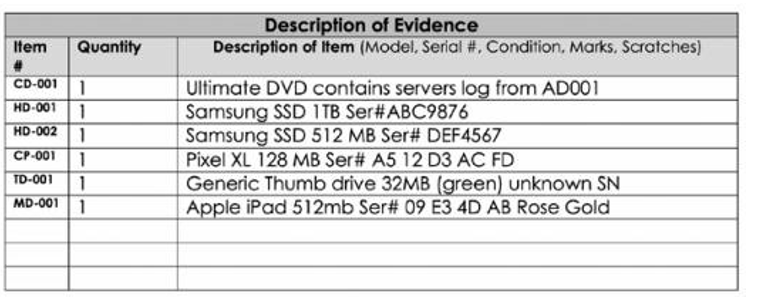 Description of Evidence
Item # Quantity Description of Item (Model, Serial #, Condition, Marks, Scratches)
CD-001 1 Ultimate DVD contains servers log from AD001
HD-001 1 Samsung SSD 1TB Ser#ABC9876
HD-002 1 Samsung SSD 512 MB Ser# DEF4567
CP-001 1 Pixel XL 128 MB Ser# A5 12 D3 AC FD
TD-001 1 Generic Thumb drive 32MB (green) unknown SN
MD-001 1 Apple iPad 512mb Ser# 09 E3 4D AB Rose Gold